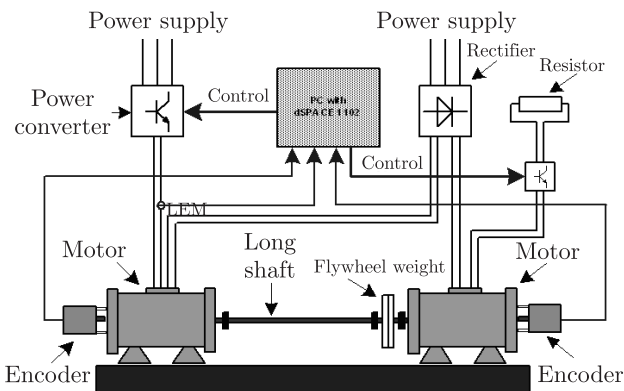 Power supply
Power supply
Rectifier
Resistor
Power
converter
Control
PC with
dSPACE 1102
Control
LEM
Motor
Long
shaft
Flywheel weight
Motor
Encoder
Encoder